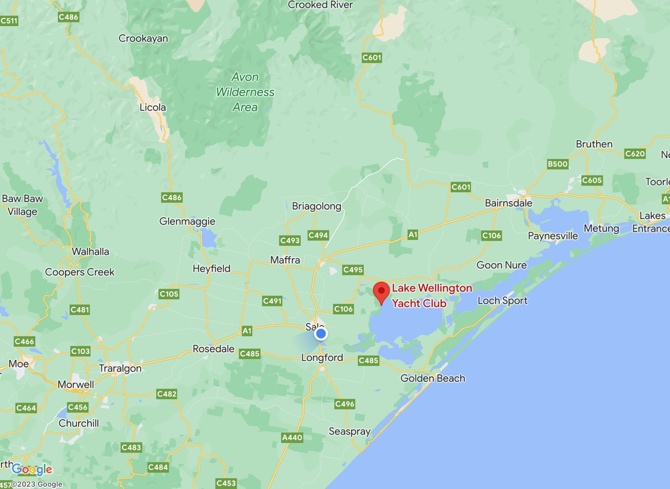 Crooked River
C511
C486
Crookayan
C601
Avon
Wilderness
Area
Licola
Bruthen
C620
B500
C605
C601
C486
Baw Baw
Village
Briagolong
Bairnsdale
A1
Lakes
Entrance
Metung
Paynesville
Glenmaggie
C493
C494
A1
C106
Walhalla
Coopers Creek
Heyfield
Maffra
C495
Goon Nure
C105
C491
C106
Lake Wellington
Yacht Club
Loch Sport
C481
A1
Sale
C466
C103
Rosedale
C485
Longford
C485
Moe
Traralgon
Morwell
Golden Beach
C482
C464
C456
Churchill
C496
C483
A440
Seaspray
C484
C453
Google
©2023 Google